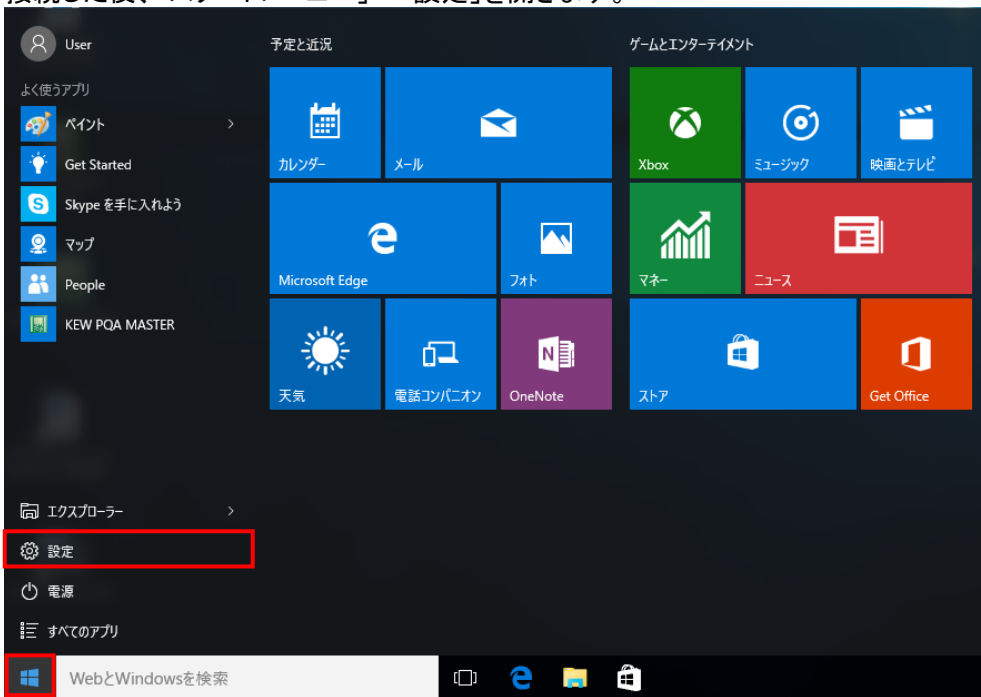 User
よく使うアプリ
ペイント
Get Started
Skype を手に入れよう
マップ
People
KEW PQA MASTER
エクスプローラー
設定
電源
すべてのアプリ
予定と近況
カレンダー
メール
Microsoft Edge
フォト
天気
電話コンパニオン
OneNote
ゲームとエンターテイメント
Xbox
ミュージック
映画とテレビ
マネー
ニュース
ストア
Get Office
WebとWindowsを検索